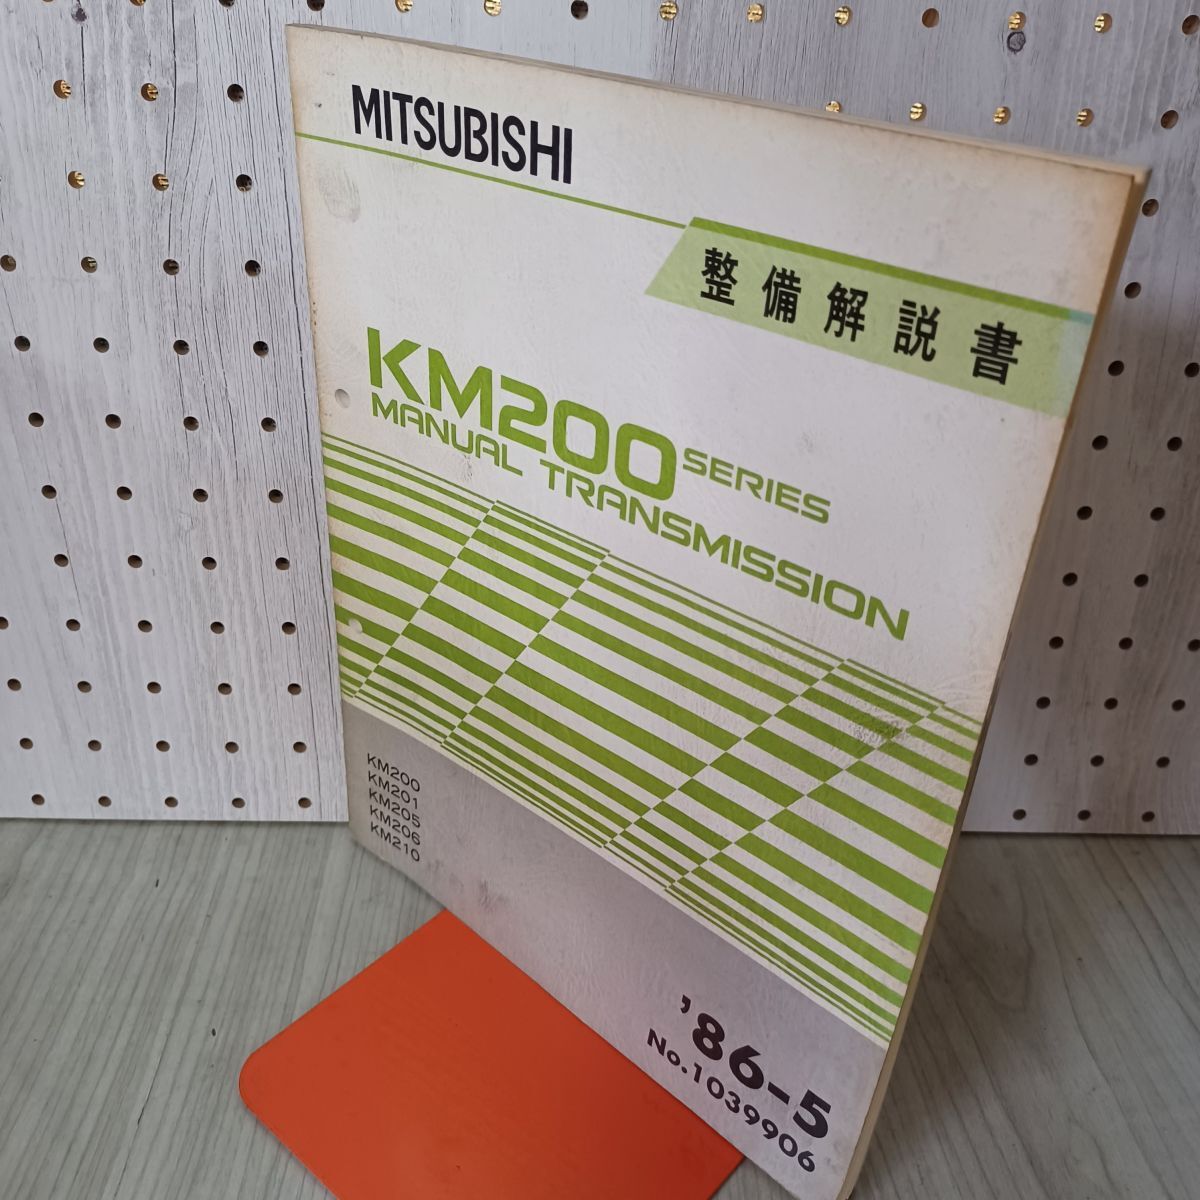 MITSUBISHI
整備解説書
KM200 SERIES
MANUAL TRANSMISSION
KM200
KM201
KM205
KM206
KM210
'86-5
No.1039906